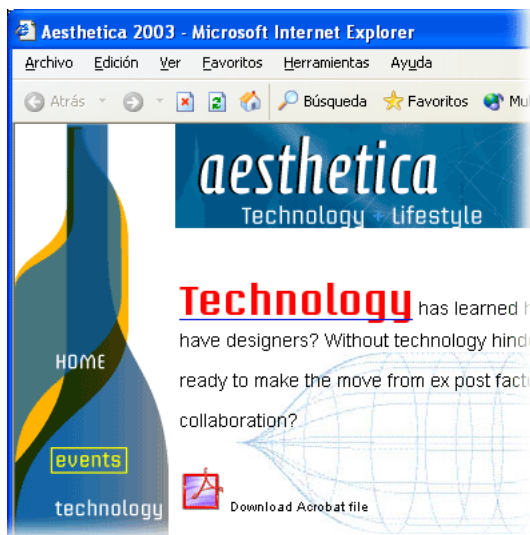 Aesthetica 2003 - Microsoft Internet Explorer
Archivo Edición Ver Favoritos Herramientas Ayuda
Atrás Búsqueda Favoritos
aesthetica
Technology + Lifestyle
Technology has learned
have designers? Without technology
ready to make the move from ex post
collaboration?
HOME
events
technology
Download Acrobat file